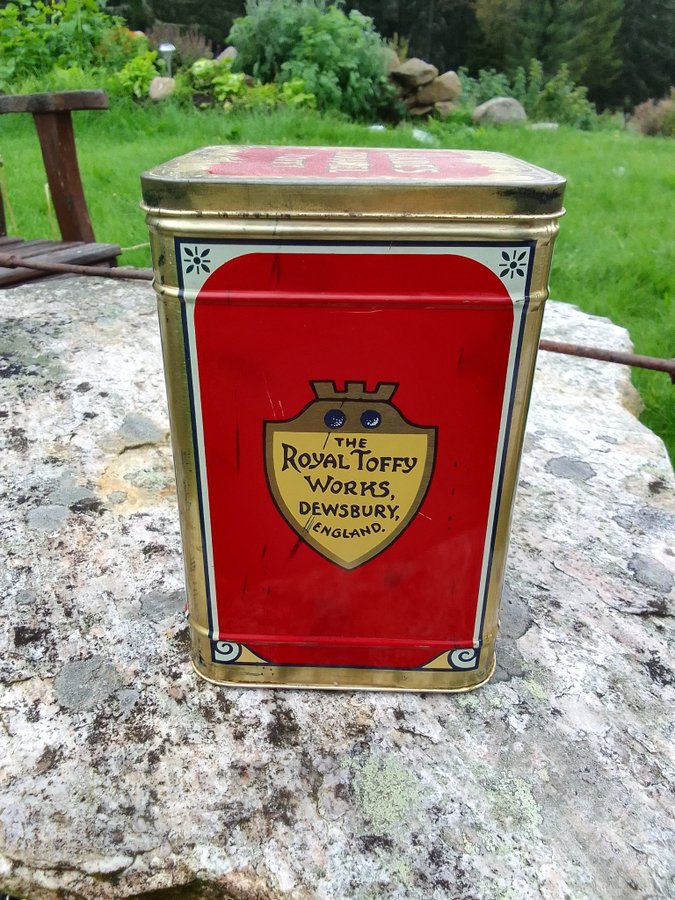 THE
ROYAL TOFFY
WORKS,
DEWSBURY,
ENGLAND.